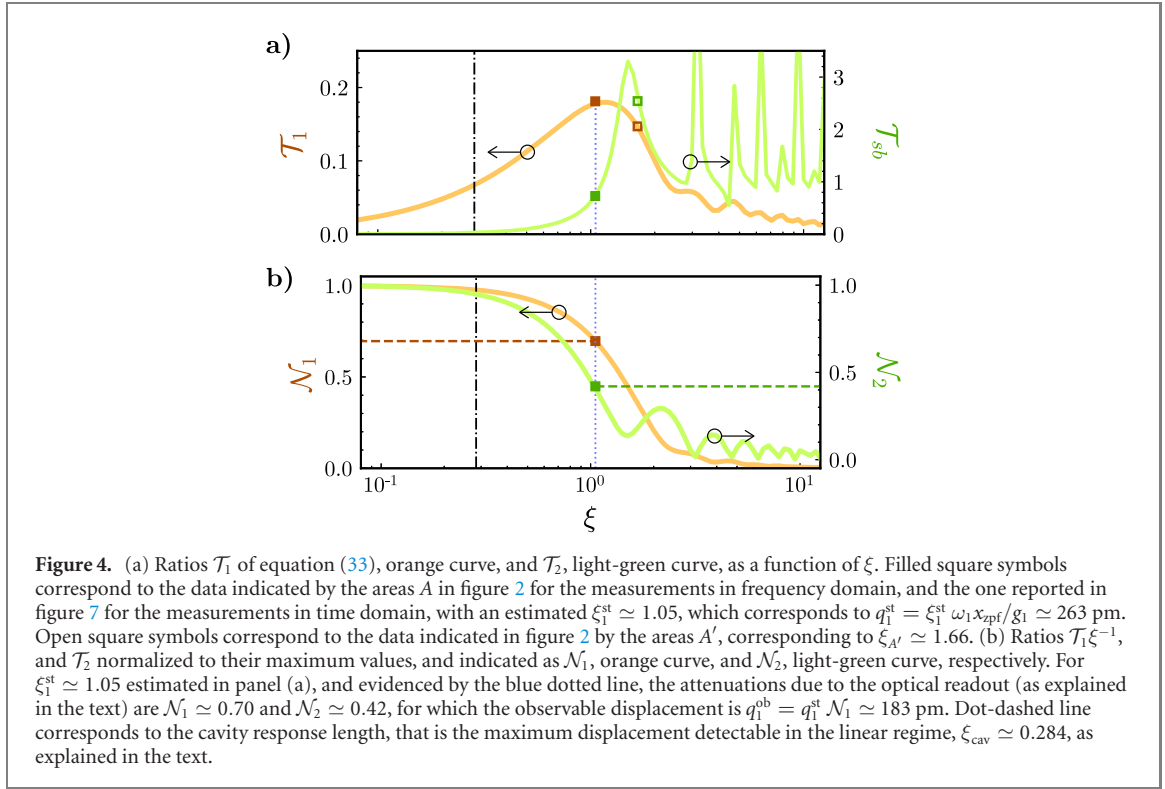 a)
0.2
0.1
0.0
𝒯1
3
2
1
0
𝒯sb
b)
1.0
0.5
0.0
𝒩1
1.0
0.5
0.0
𝒩2
10⁻¹
10⁰
10¹
ξ
Figure 4. (a) Ratios 𝒯1 of equation (33), orange curve, and 𝒯2, light-green curve, as a function of ξ. Filled square symbols
correspond to the data indicated by the areas A in figure 2 for the measurements in frequency domain, and the one reported in
figure 7 for the measurements in time domain, with an estimated ξ1^st ≃ 1.05, which corresponds to q1^st = ξ1^st ω1xzpf/g1 ≃ 263 pm.
Open square symbols correspond to the data indicated in figure 2 by the areas A′, corresponding to ξA′ ≃ 1.66. (b) Ratios 𝒯1ξ⁻¹,
and 𝒯2 normalized to their maximum values, and indicated as 𝒩1, orange curve, and 𝒩2, light-green curve, respectively. For
ξ1^st ≃ 1.05 estimated in panel (a), and evidenced by the blue dotted line, the attenuations due to the optical readout (as explained
in the text) are 𝒩1 ≃ 0.70 and 𝒩2 ≃ 0.42, for which the observable displacement is q1^ob = q1^st 𝒩1 ≃ 183 pm. Dot-dashed line
corresponds to the cavity response length, that is the maximum displacement detectable in the linear regime, ξcav ≃ 0.284, as
explained in the text.